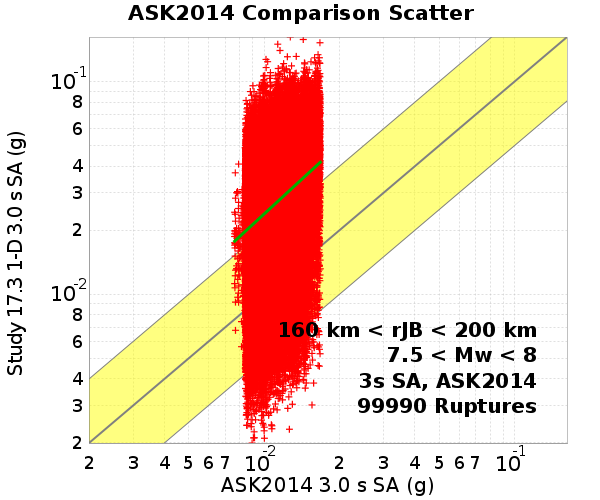 ASK2014 Comparison Scatter
Study 17.3 1-D 3.0 s SA (g)
10-1
8
6
4
3
2
10-2
8
6
4
3
2
160 km < rJB < 200 km
7.5 < Mw < 8
3s SA, ASK2014
99990 Ruptures
2 3 4 5 6 7 10-2 2 3 4 5 6 7 10-1
ASK2014 3.0 s SA (g)